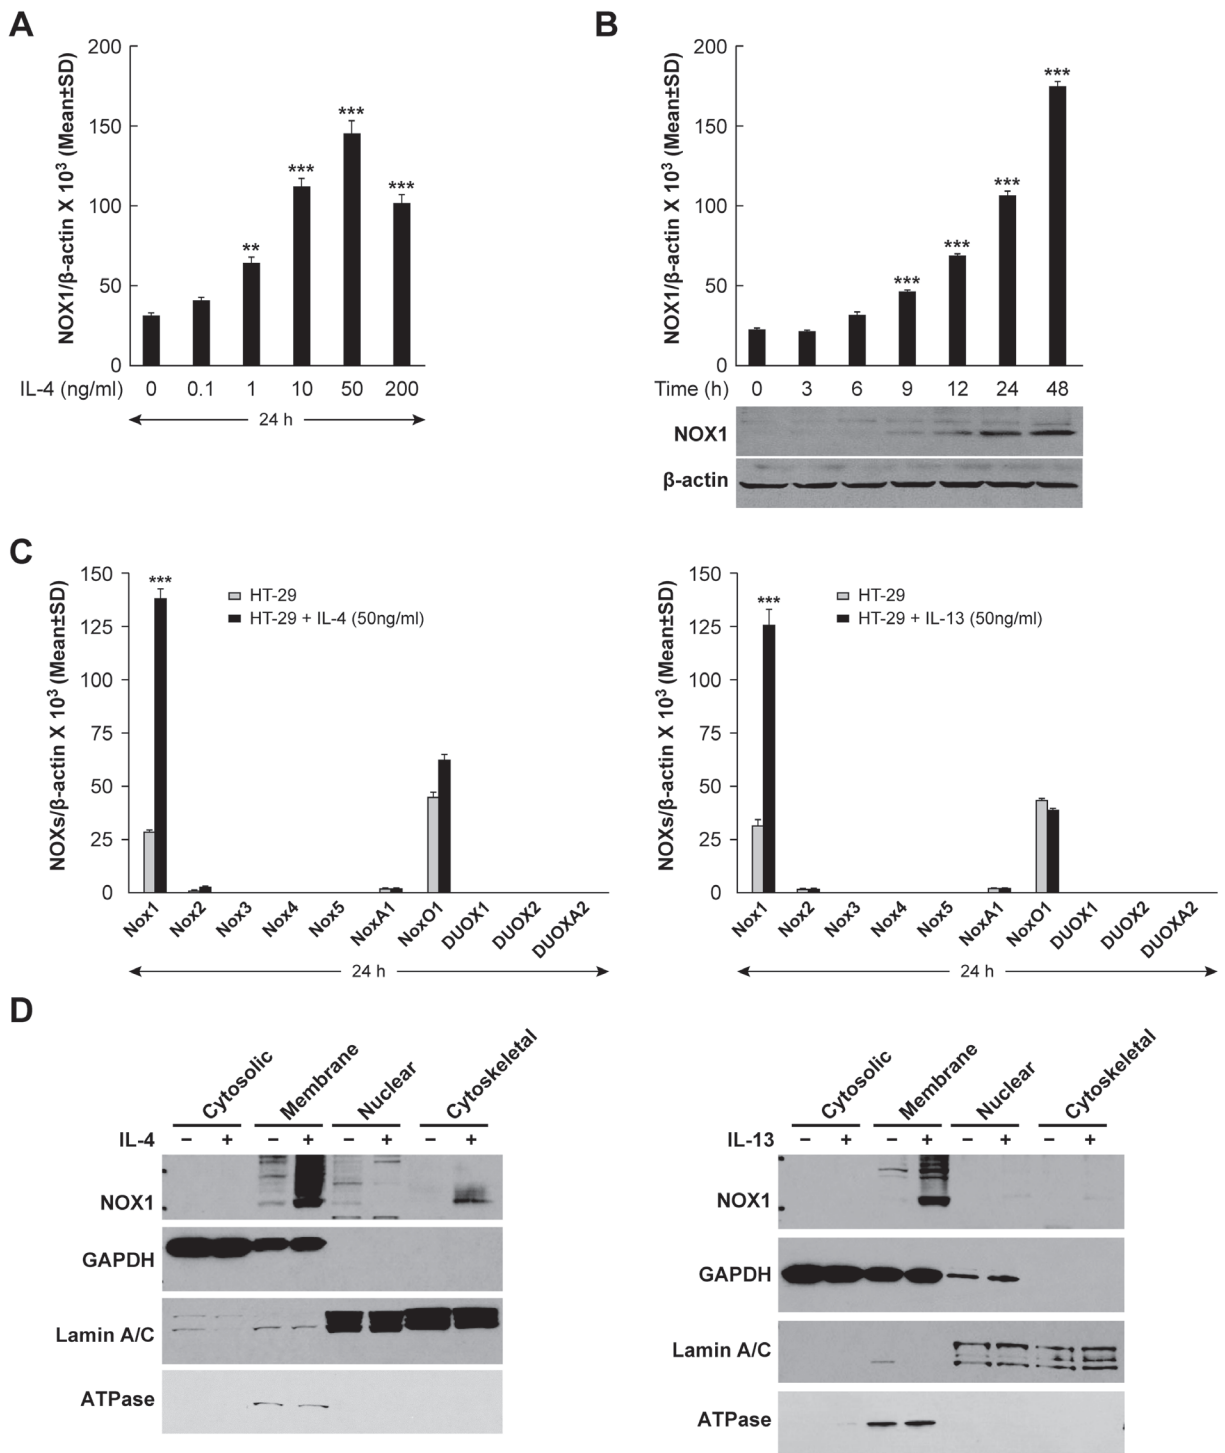 A
NOX1/β-actin X 10³ (Mean±SD)
200
150
100
50
0
**
***
***
***
IL-4 (ng/ml) 0 0.1 1 10 50 200
24 h
B
NOX1/β-actin X 10³ (Mean±SD)
200
150
100
50
0
***
***
***
***
Time (h) 0 3 6 9 12 24 48
NOX1
β-actin
C
NOXs/β-actin X 10³ (Mean±SD)
150
125
100
75
50
25
0
***
HT-29
HT-29 + IL-4 (50ng/ml)
Nox1 Nox2 Nox3 Nox4 Nox5 NoxA1 NoxO1 DUOX1 DUOX2 DUOXA2
24 h
NOXs/β-actin X 10³ (Mean±SD)
150
125
100
75
50
25
0
***
HT-29
HT-29 + IL-13 (50ng/ml)
Nox1 Nox2 Nox3 Nox4 Nox5 NoxA1 NoxO1 DUOX1 DUOX2 DUOXA2
24 h
D
Cytosolic Membrane Nuclear Cytoskeletal
IL-4 − + − + − + − +
NOX1
GAPDH
Lamin A/C
ATPase
Cytosolic Membrane Nuclear Cytoskeletal
IL-13 − + − + − + − +
NOX1
GAPDH
Lamin A/C
ATPase